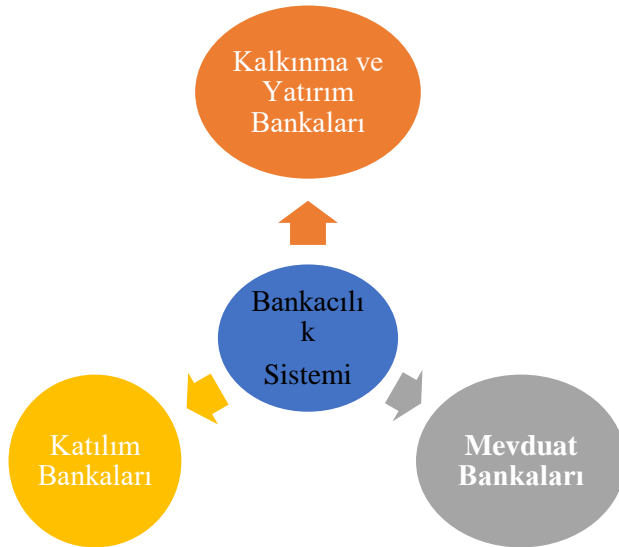 Kalkınma ve
Yatırım
Bankaları
Bankacılı
k
Sistemi
Katılım
Bankaları
Mevduat
Bankaları